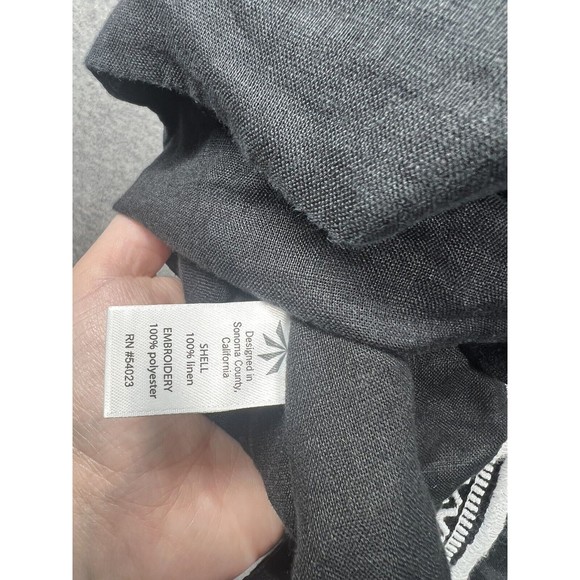 Designed in
Sonoma County,
California
SHELL
100% linen
EMBROIDERY
100% polyester
RN #54023